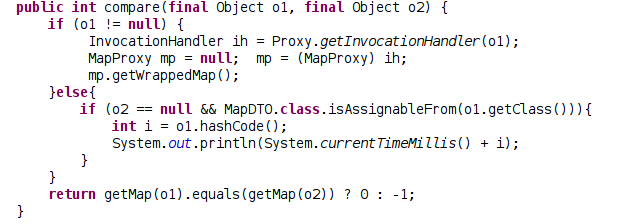 public int compare(final Object o1, final Object o2) {
if (o1 != null) {
InvocationHandler ih = Proxy.getInvocationHandler(o1);
MapProxy mp = null;  mp = (MapProxy) ih;
mp.getWrappedMap();
}else{
if (o2 == null && MapDTO.class.isAssignableFrom(o1.getClass())){
int i = o1.hashCode();
System.out.println(System.currentTimeMillis() + i);
}
}
return getMap(o1).equals(getMap(o2)) ? 0 : -1;
}